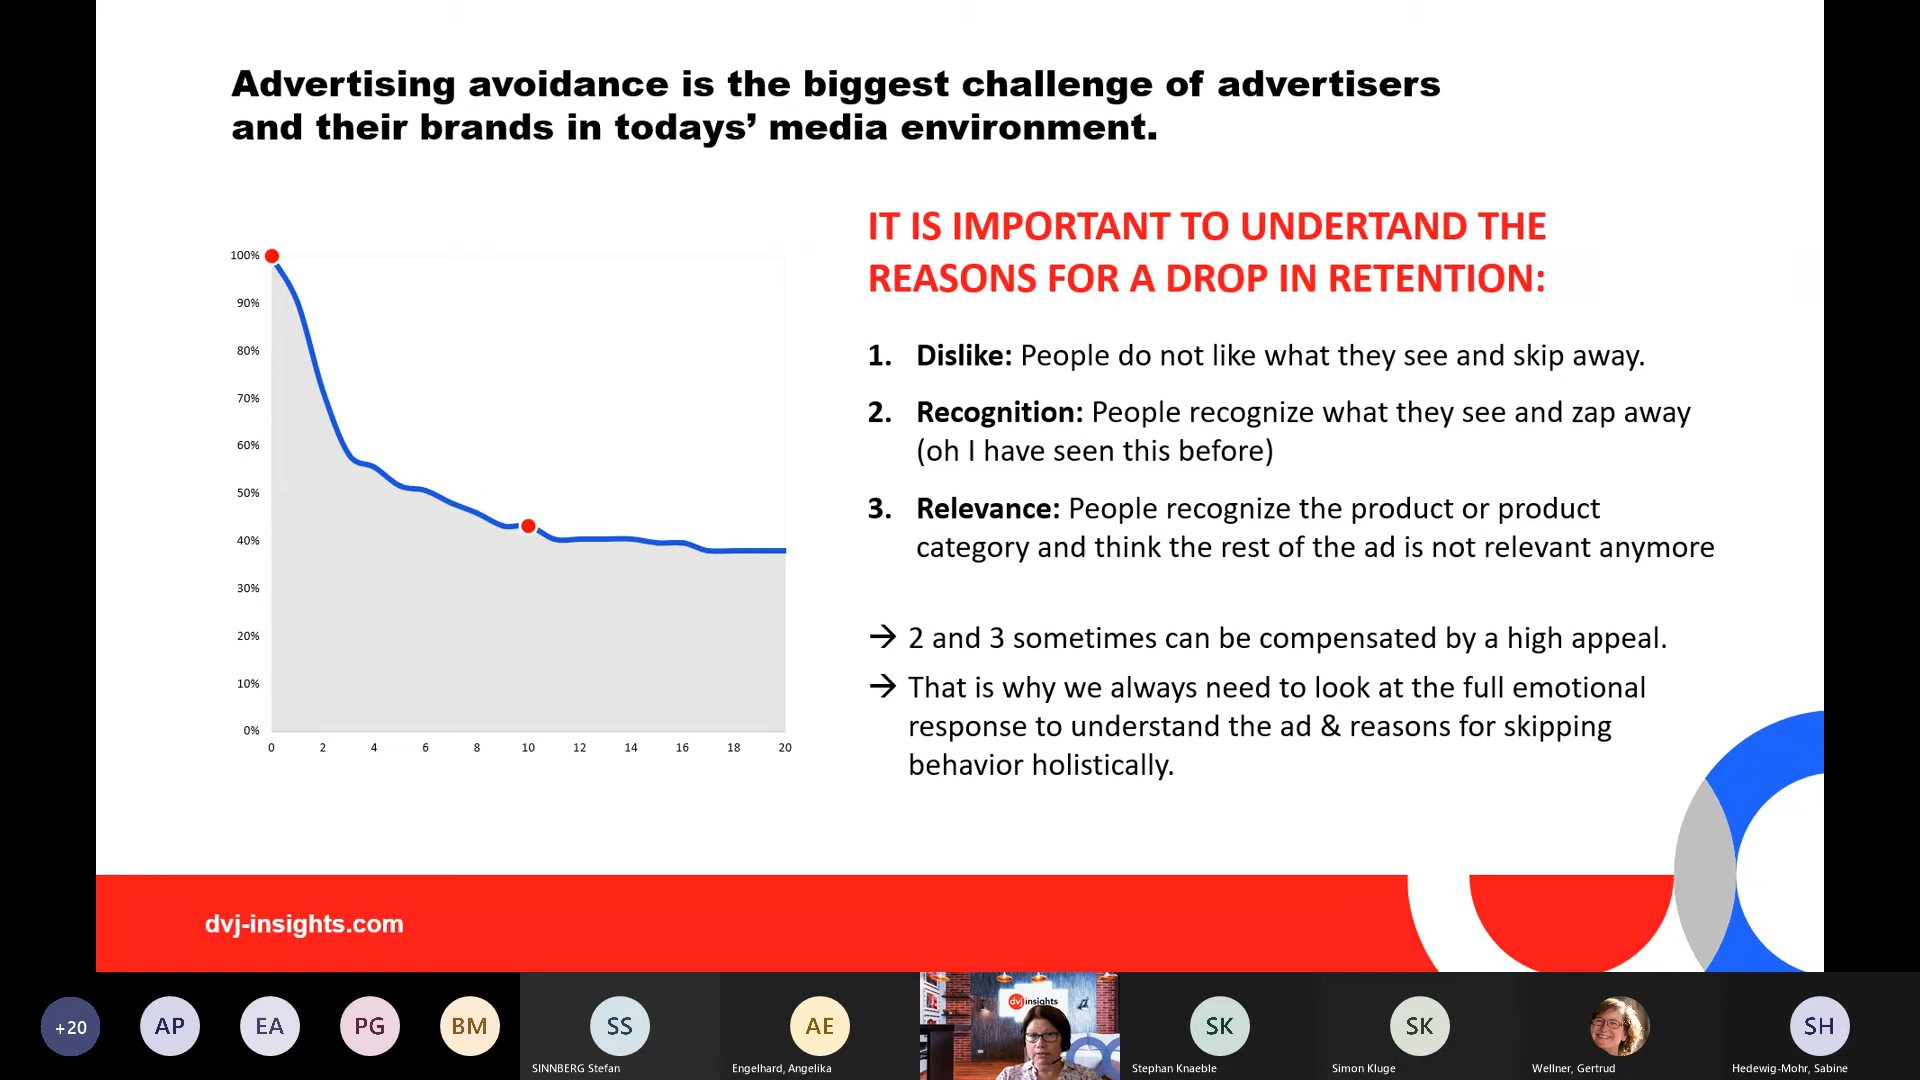 Advertising avoidance is the biggest challenge of advertisers
and their brands in todays’ media environment.
IT IS IMPORTANT TO UNDERTAND THE
REASONS FOR A DROP IN RETENTION:
100%
90%
80%
70%
60%
50%
40%
30%
20%
10%
0%
0 2 4 6 8 10 12 14 16 18 20
1. Dislike: People do not like what they see and skip away.
2. Recognition: People recognize what they see and zap away
(oh I have seen this before)
3. Relevance: People recognize the product or product
category and think the rest of the ad is not relevant anymore
→ 2 and 3 sometimes can be compensated by a high appeal.
→ That is why we always need to look at the full emotional
response to understand the ad & reasons for skipping
behavior holistically.
dvj-insights.com
+20 AP EA PG BM SS AE SK SK SH
dvj insights
SINNBERG Stefan Engelhard, Angelika Stephan Knaeble Simon Kluge Wellner, Gertrud Hedewig-Mohr, Sabine